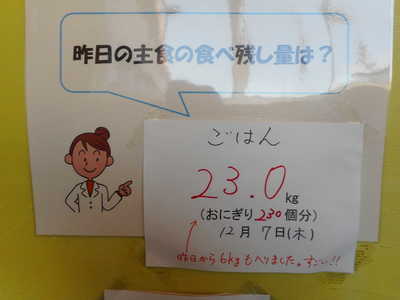 昨日の主食の食べ残し量は？
ごはん
23.0kg
(おにぎり230個分)
12月7日(木)
昨日から6kgもへりました。すごい!!